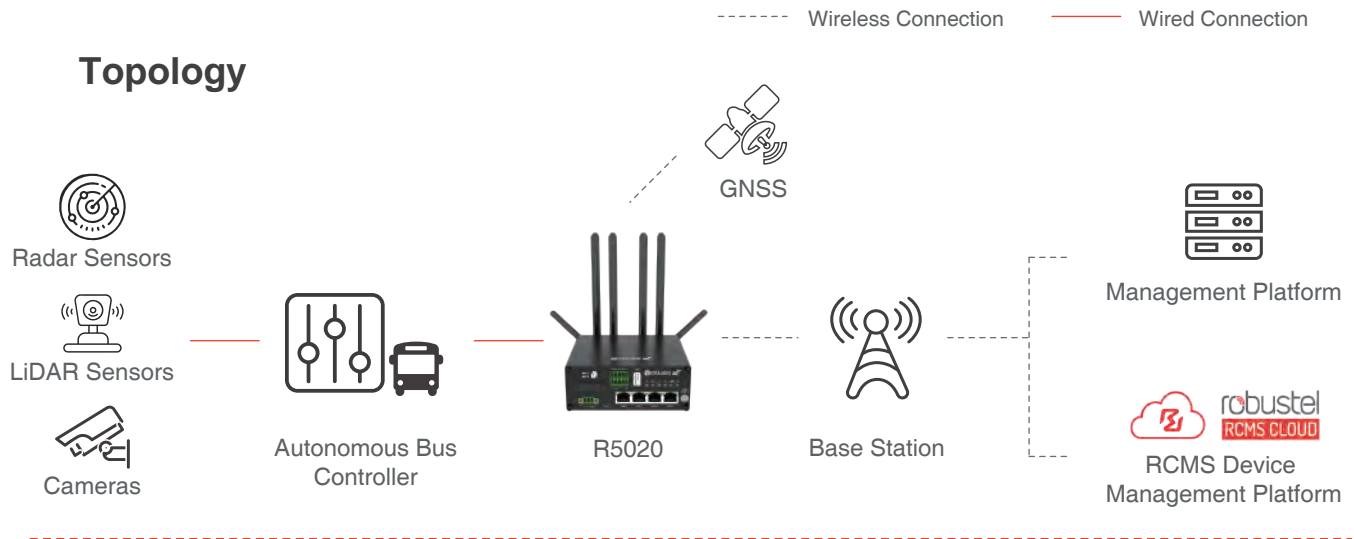 Wireless Connection
Wired Connection
Topology
GNSS
Radar Sensors
LiDAR Sensors
Cameras
Autonomous Bus
Controller
R5020
Base Station
Management Platform
robustel
RCMS CLOUD
RCMS Device
Management Platform